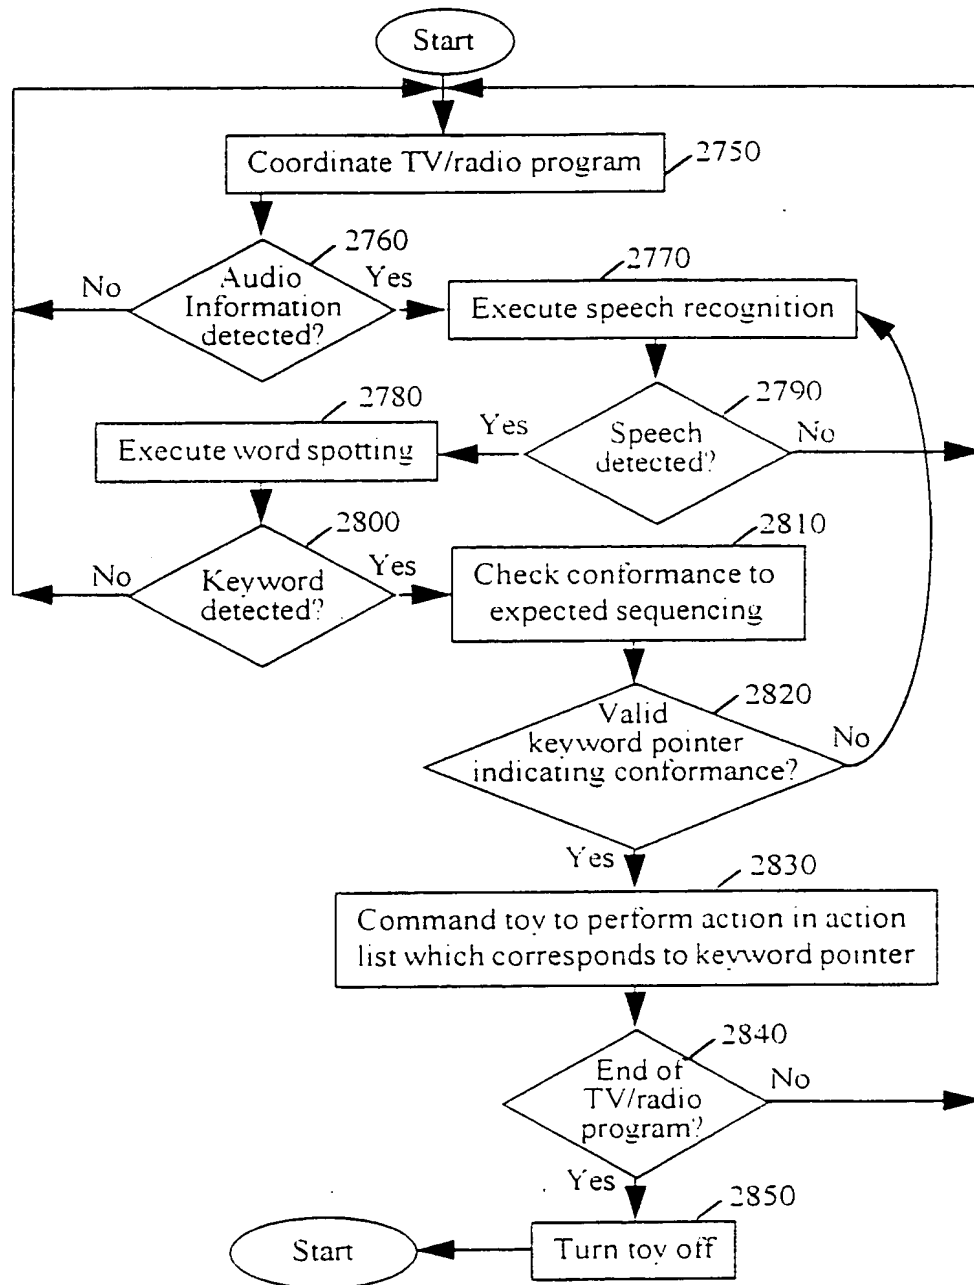 Start
Coordinate TV/radio program
2750
2760
No
Audio
Information
detected?
Yes
2770
Execute speech recognition
2780
Execute word spotting
Yes
2790
Speech
detected?
No
2800
No
Keyword
detected?
Yes
2810
Check conformance to
expected sequencing
2820
Valid
keyword pointer
indicating conformance?
No
Yes
2830
Command toy to perform action in action
list which corresponds to keyword pointer
2840
End of
TV/radio
program?
No
Yes
2850
Turn toy off
Start